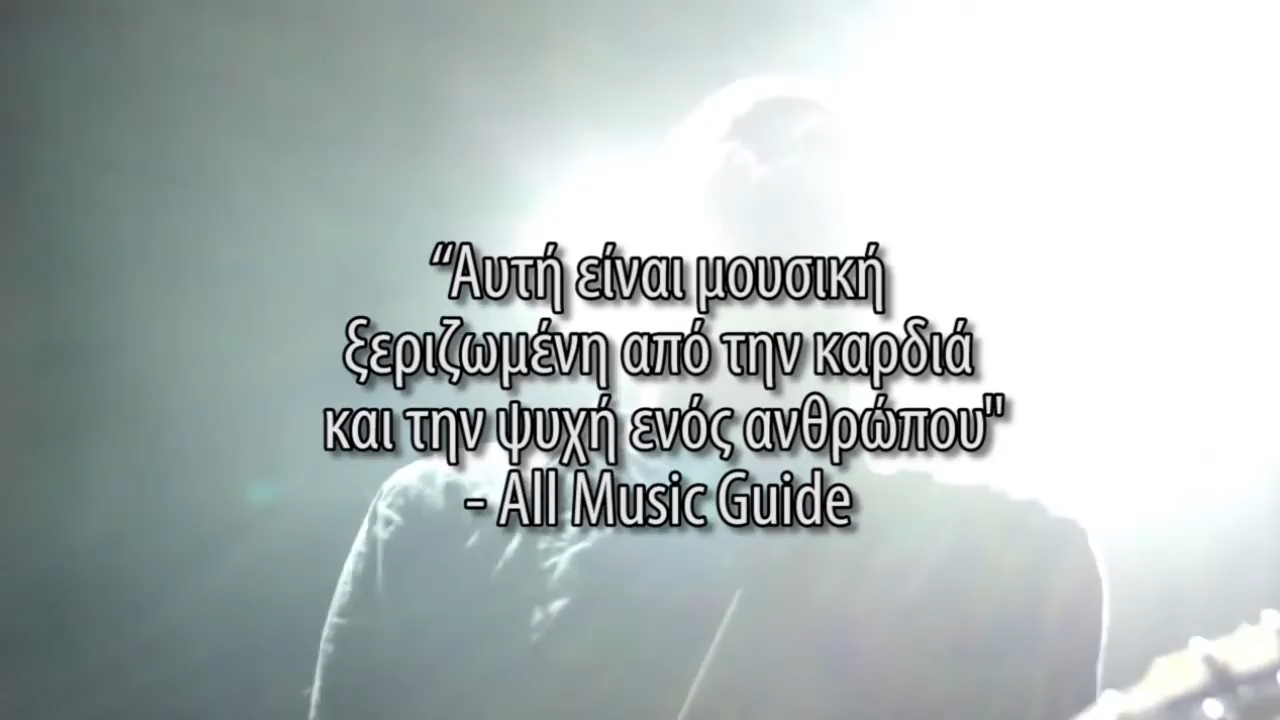 “Αυτή είναι μουσική
ξεριζωμένη από την καρδιά
και την ψυχή ενός ανθρώπου"
- All Music Guide